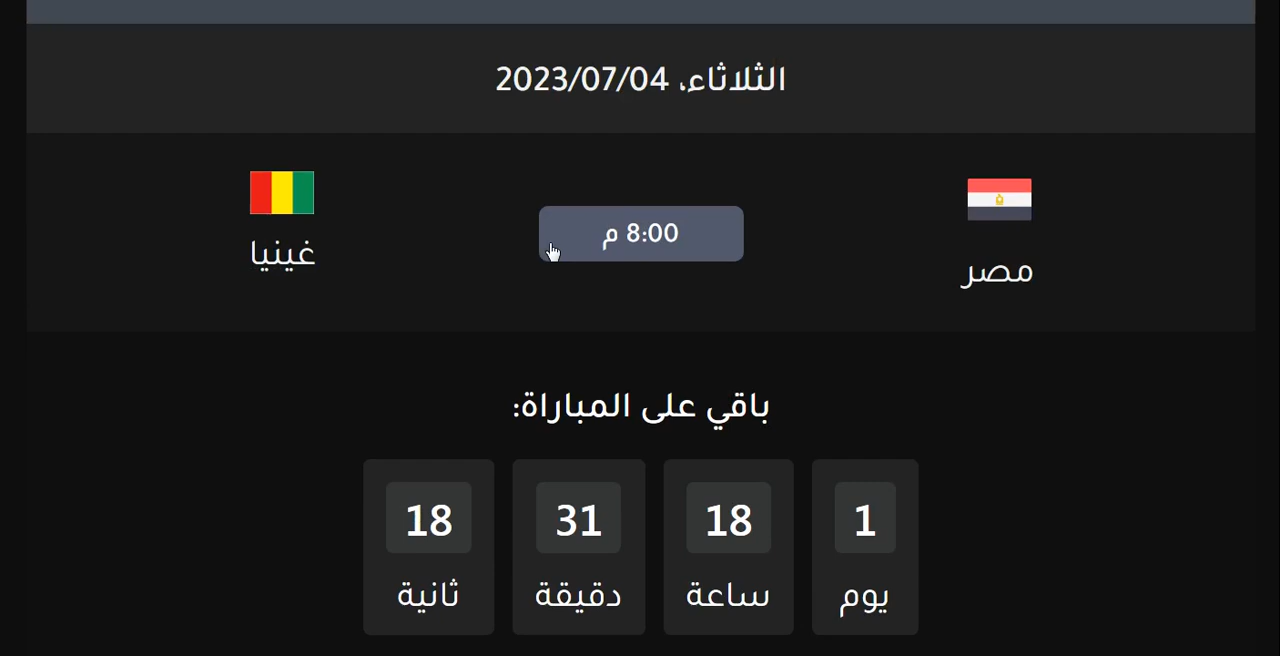 الثلاثاء، 2023/07/04
مصر
8:00 م
غينيا
باقي على المباراة:
1 18 31 18
يوم ساعة دقيقة ثانية